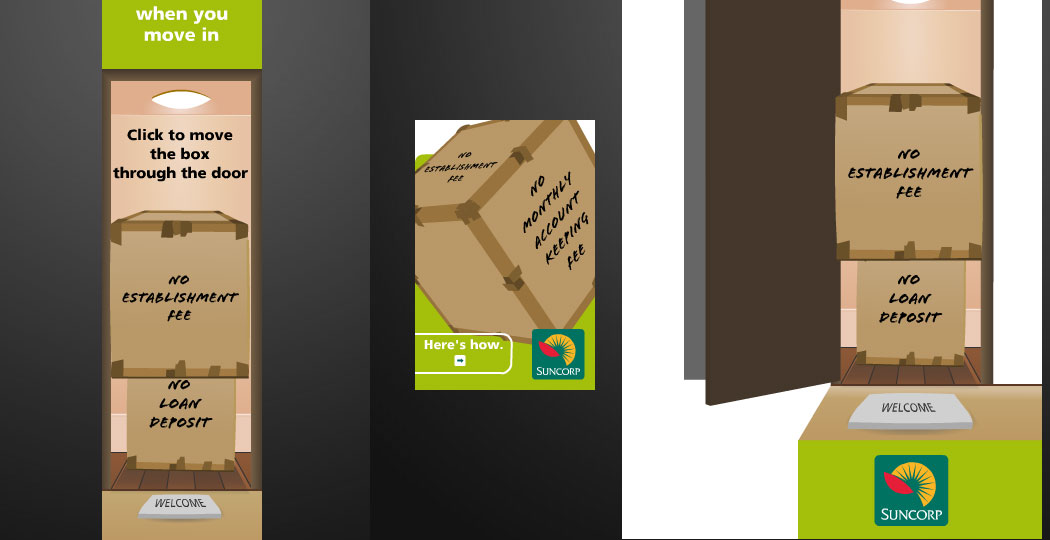 when you
move in
Click to move
the box
through the door
NO
ESTABLISHMENT
FEE
NO
LOAN
DEPOSIT
WELCOME
NO
ESTABLISHMENT
FEE
NO
MONTHLY
ACCOUNT
KEEPING
FEE
Here's how.
SUNCORP
NO
ESTABLISHMENT
FEE
NO
LOAN
DEPOSIT
WELCOME
SUNCORP